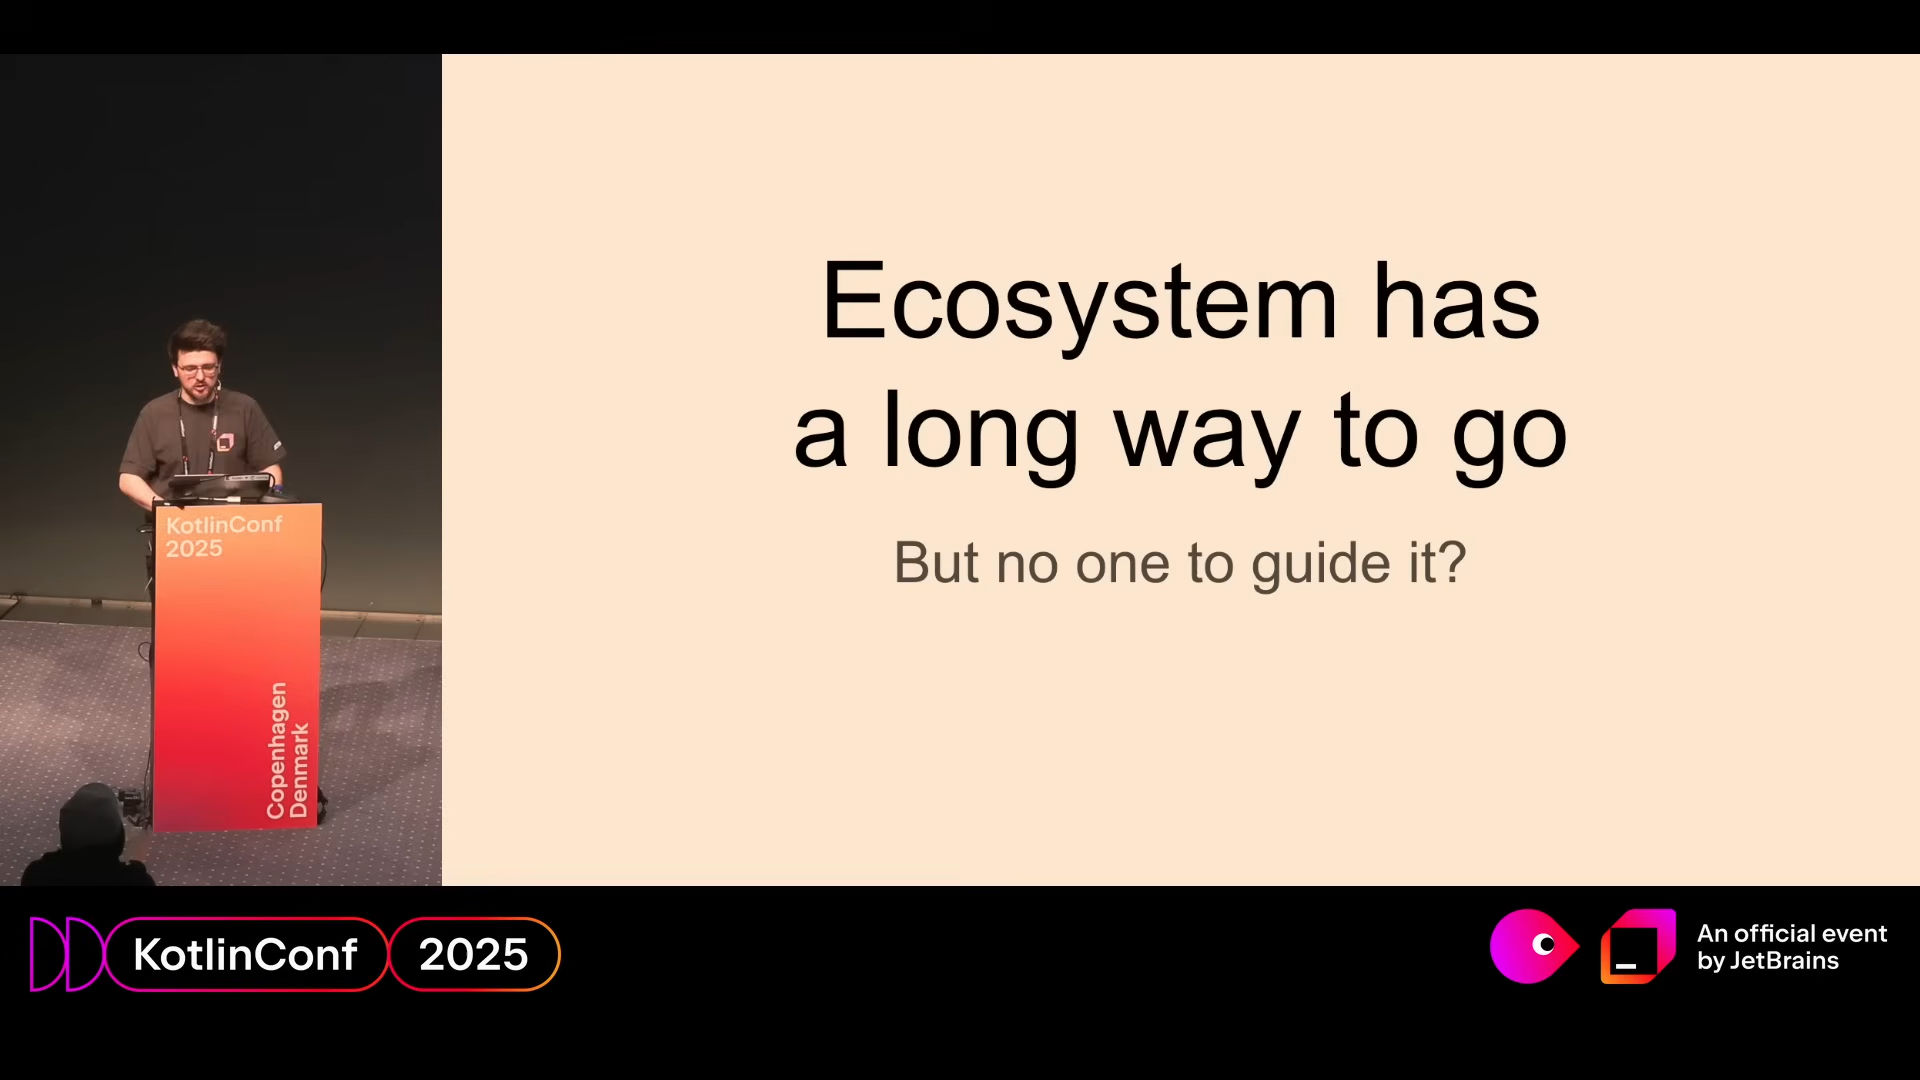 Ecosystem has
a long way to go
But no one to guide it?
KotlinConf
2025
Copenhagen
Denmark
KotlinConf
2025
An official event
by JetBrains